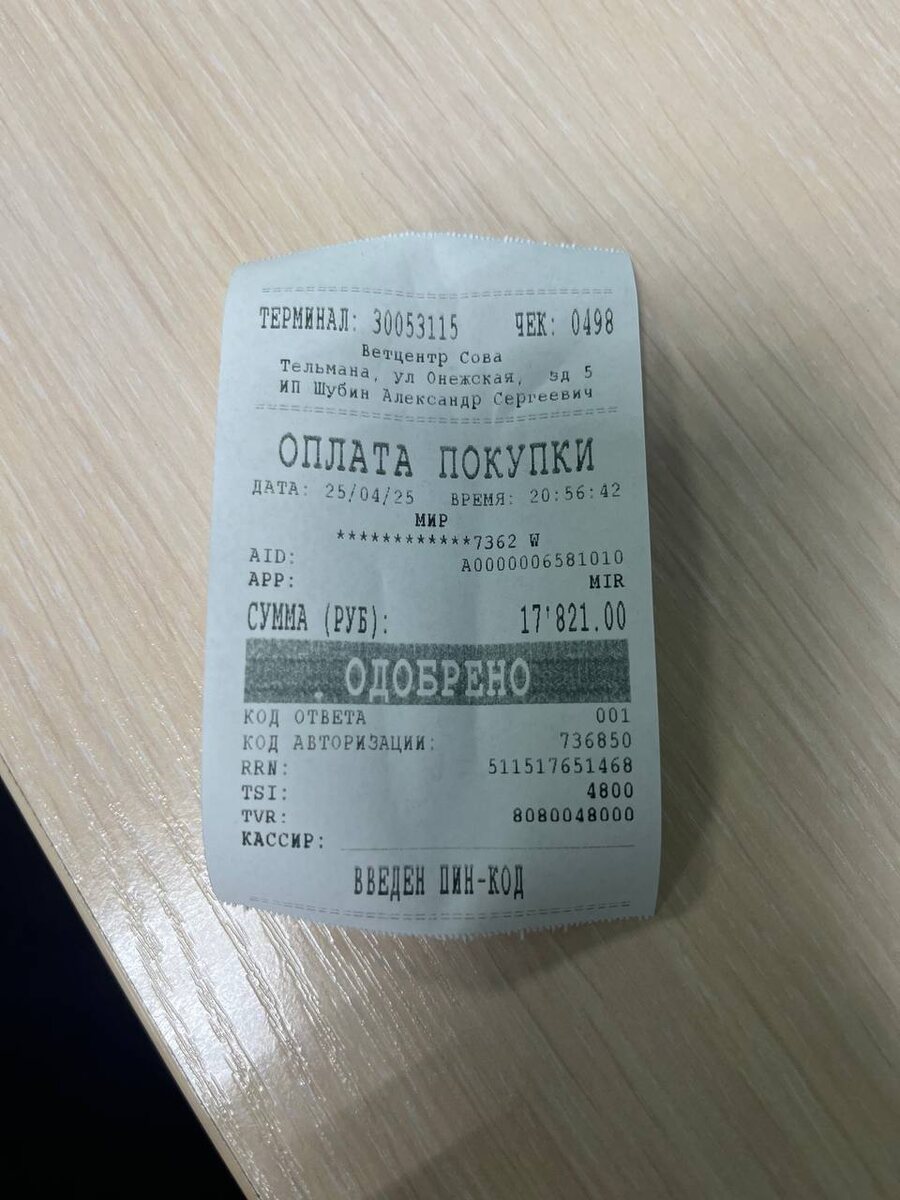 ТЕРМИНАЛ: 30053115 ЧЕК: 0498
Ветцентр Сова
Тельмана, ул Онежская, зд 5
ИП Шубин Александр Сергеевич
ОПЛАТА ПОКУПКИ
ДАТА: 25/04/25 ВРЕМЯ: 20:56:42
МИР
************7362 W
AID: A0000006581010
APP: MIR
СУММА (РУБ): 17'821.00
ОДОБРЕНО
КОД ОТВЕТА 001
КОД АВТОРИЗАЦИИ: 736850
RRN: 511517651468
TSI: 4800
TVR: 8080048000
КАССИР:
ВВЕДЕН ПИН-КОД